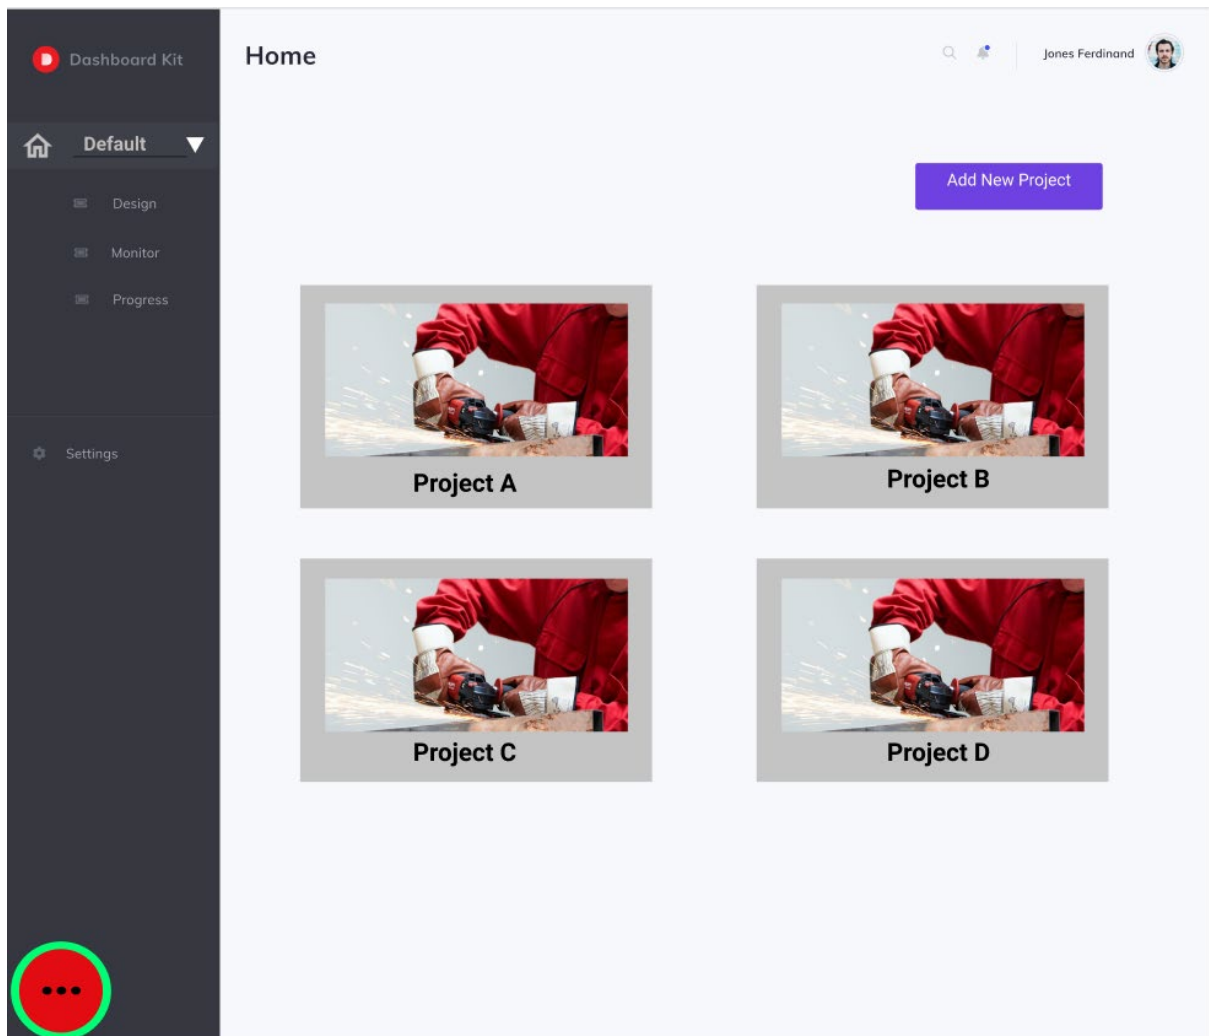 Dashboard Kit
Home
Jones Ferdinand
Default
Add New Project
Design
Monitor
Progress
Settings
Project A
Project B
Project C
Project D